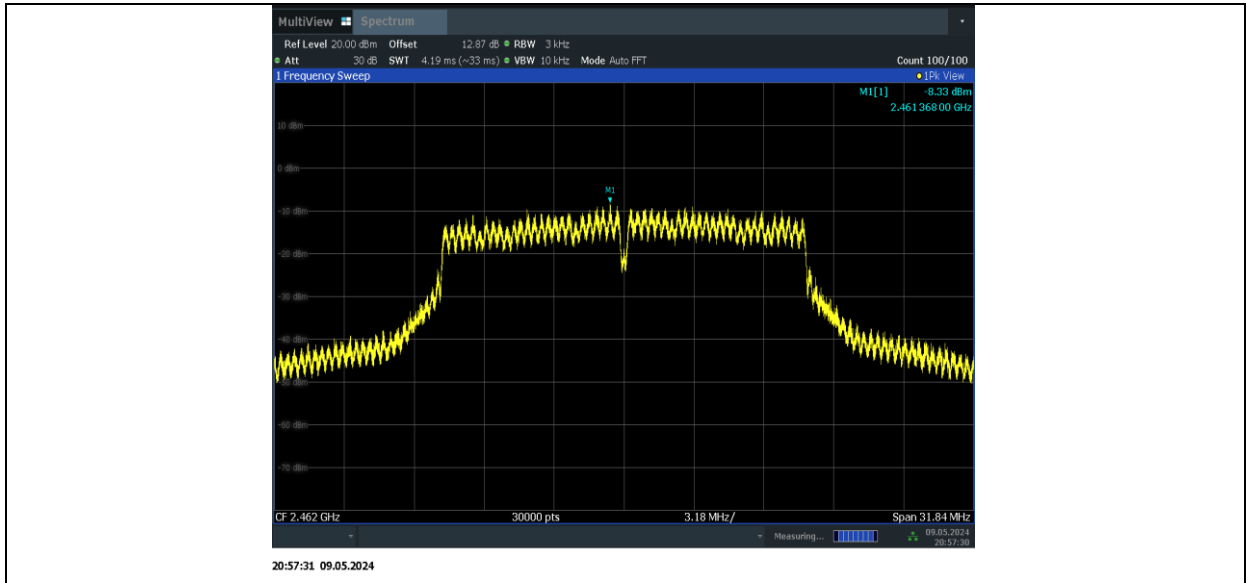 MultiView Spectrum
Ref Level 20.00 dBm Offset 12.87 dB RBW 3 kHz
Att 30 dB SWT 4.19 ms (~33 ms) VBW 10 kHz Mode Auto FFT Count 100/100
1 Frequency Sweep 1Pk View
M1[1] -8.33 dBm
2.461 368 00 GHz
10 dBm
0 dBm
M1
-10 dBm
-20 dBm
-30 dBm
-40 dBm
-50 dBm
-60 dBm
-70 dBm
CF 2.462 GHz 30000 pts 3.18 MHz/ Span 31.84 MHz
Measuring... 09.05.2024
20:57:30
20:57:31 09.05.2024